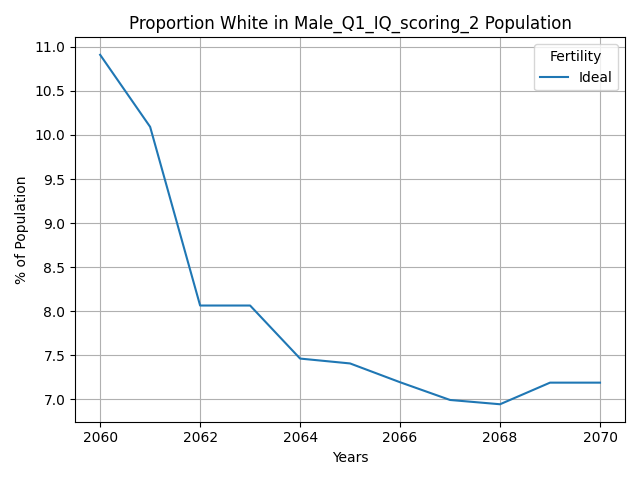 Proportion White in Male_Q1_IQ_scoring_2 Population
Fertility
Ideal
11.0
10.5
10.0
9.5
9.0
8.5
8.0
7.5
7.0
% of Population
2060 2062 2064 2066 2068 2070
Years